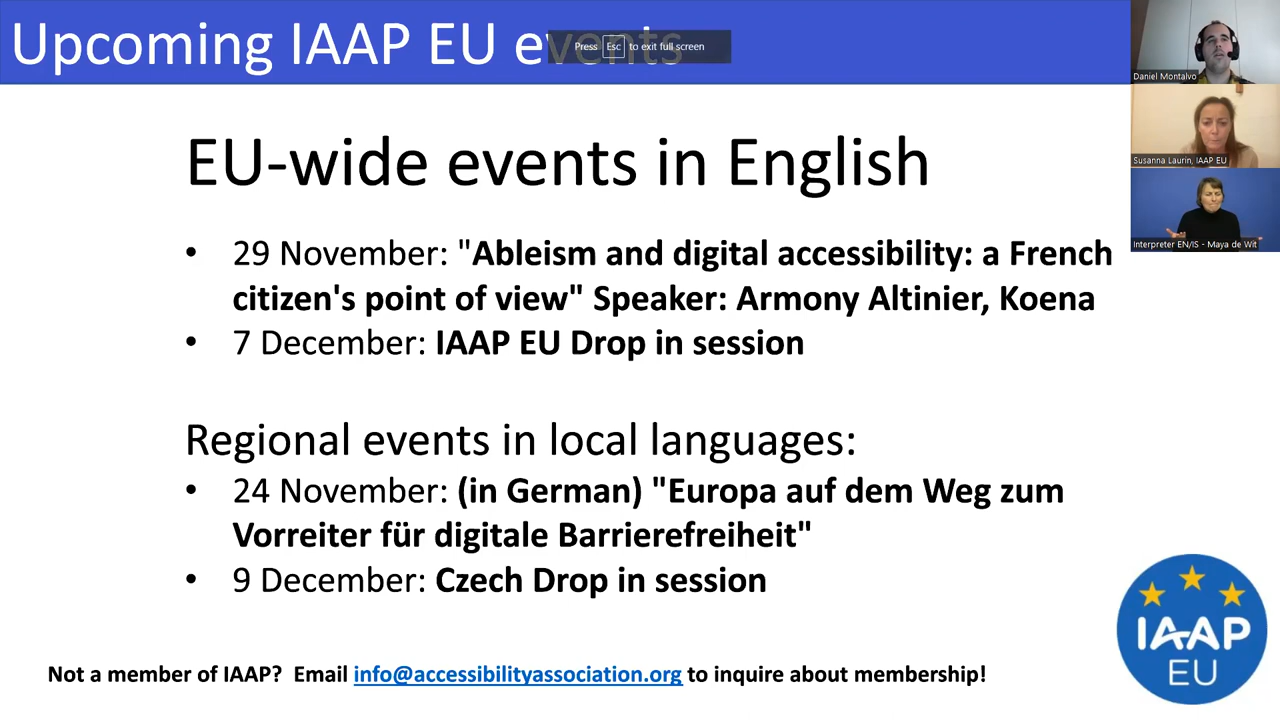 Upcoming IAAP EU events
Press Esc to exit full screen
Daniel Montalvo
Susanna Laurin, IAAP EU
Interpreter EN/IS - Maya de Wit
EU-wide events in English
• 29 November: "Ableism and digital accessibility: a French
citizen's point of view" Speaker: Armony Altinier, Koena
• 7 December: IAAP EU Drop in session
Regional events in local languages:
• 24 November: (in German) "Europa auf dem Weg zum
Vorreiter für digitale Barrierefreiheit"
• 9 December: Czech Drop in session
IAAP
EU
Not a member of IAAP? Email info@accessibilityassociation.org to inquire about membership!